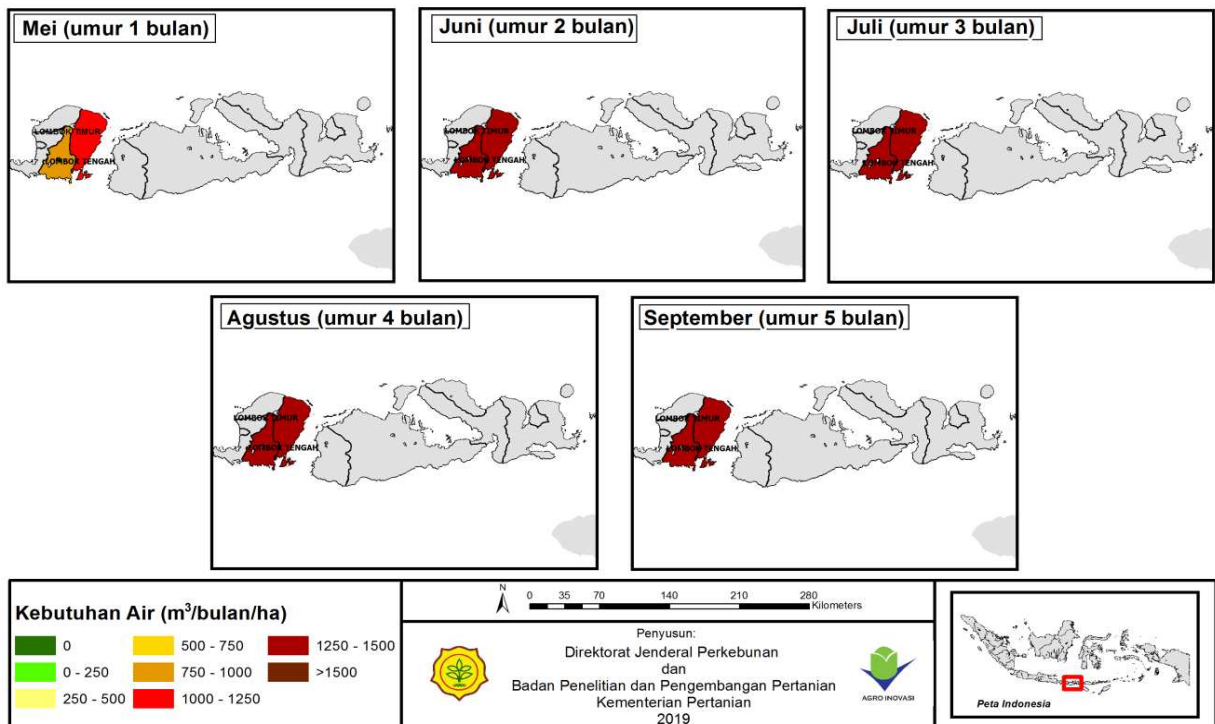 Mei (umur 1 bulan)
LOMBOK TIMUR
LOMBOK TENGAH
Juni (umur 2 bulan)
LOMBOK TIMUR
LOMBOK TENGAH
Juli (umur 3 bulan)
LOMBOK TIMUR
LOMBOK TENGAH
Agustus (umur 4 bulan)
LOMBOK TIMUR
LOMBOK TENGAH
September (umur 5 bulan)
LOMBOK TIMUR
LOMBOK TENGAH
Kebutuhan Air (m³/bulan/ha)
0
0 - 250
250 - 500
500 - 750
750 - 1000
1000 - 1250
1250 - 1500
>1500
N
0 35 70 140 210 280
Kilometers
Penyusun:
Direktorat Jenderal Perkebunan
dan
Badan Penelitian dan Pengembangan Pertanian
Kementerian Pertanian
2019
AGRO INOVASI
Peta Indonesia